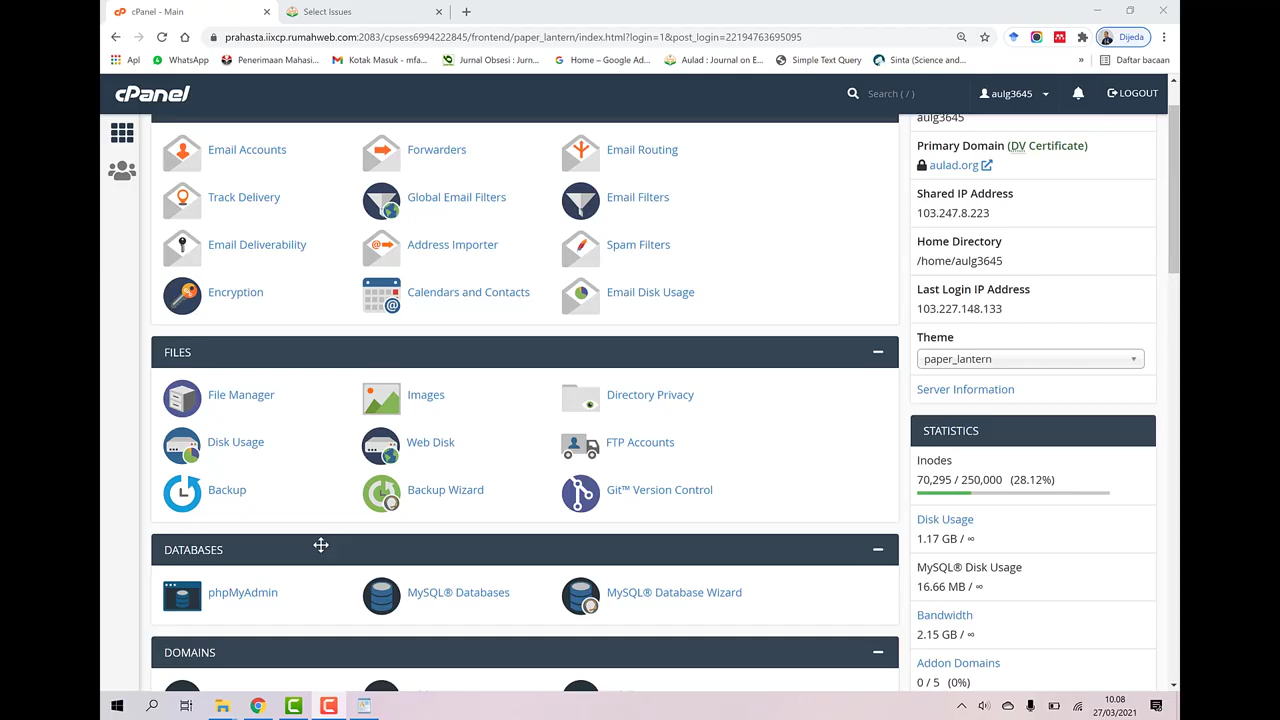 cPanel - Main
Select Issues
prahasta.iixcp.rumahweb.com:2083/cpsess6994222845/frontend/paper_lantern/index.html?login=1&post_login=22194763695095
Dijeda
Apl
WhatsApp
Penerimaan Mahasi...
Kotak Masuk - mfa...
Jurnal Obsesi : Jurn...
Home – Google Ad...
Aulad : Journal on E...
Simple Text Query
Sinta (Science and...
»
Daftar bacaan
cPanel
Search ( / )
aulg3645
LOGOUT
Email Accounts
Forwarders
Email Routing
Track Delivery
Global Email Filters
Email Filters
Email Deliverability
Address Importer
Spam Filters
Encryption
Calendars and Contacts
Email Disk Usage
FILES
File Manager
Images
Directory Privacy
Disk Usage
Web Disk
FTP Accounts
Backup
Backup Wizard
Git™ Version Control
DATABASES
phpMyAdmin
MySQL® Databases
MySQL® Database Wizard
DOMAINS
aulg3645
Primary Domain (DV Certificate)
aulad.org
Shared IP Address
103.247.8.223
Home Directory
/home/aulg3645
Last Login IP Address
103.227.148.133
Theme
paper_lantern
Server Information
STATISTICS
Inodes
70,295 / 250,000 (28.12%)
Disk Usage
1.17 GB / ∞
MySQL® Disk Usage
16.66 MB / ∞
Bandwidth
2.15 GB / ∞
Addon Domains
0 / 5 (0%)
10.08
27/03/2021